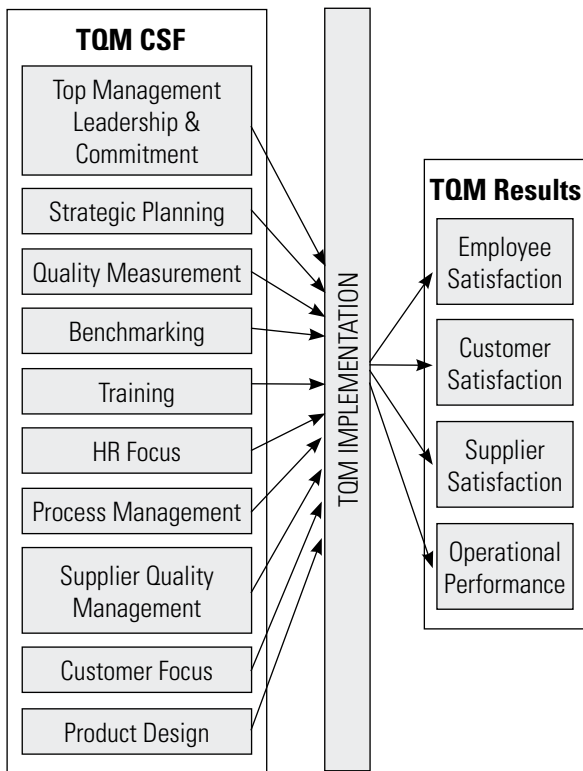 TQM CSF
Top Management
Leadership &
Commitment
Strategic Planning
Quality Measurement
Benchmarking
Training
HR Focus
Process Management
Supplier Quality
Management
Customer Focus
Product Design
TQM IMPLEMENTATION
TQM Results
Employee
Satisfaction
Customer
Satisfaction
Supplier
Satisfaction
Operational
Performance